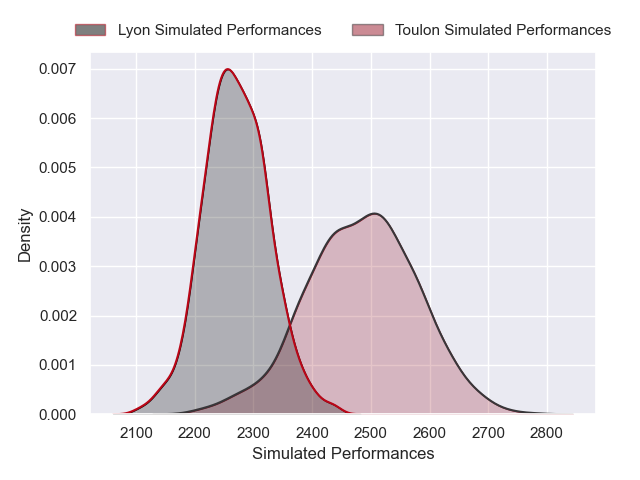 Lyon Simulated Performances Toulon Simulated Performances
0.007
0.006
0.005
0.004
0.003
0.002
0.001
0.000
Density
2100 2200 2300 2400 2500 2600 2700 2800
Simulated Performances